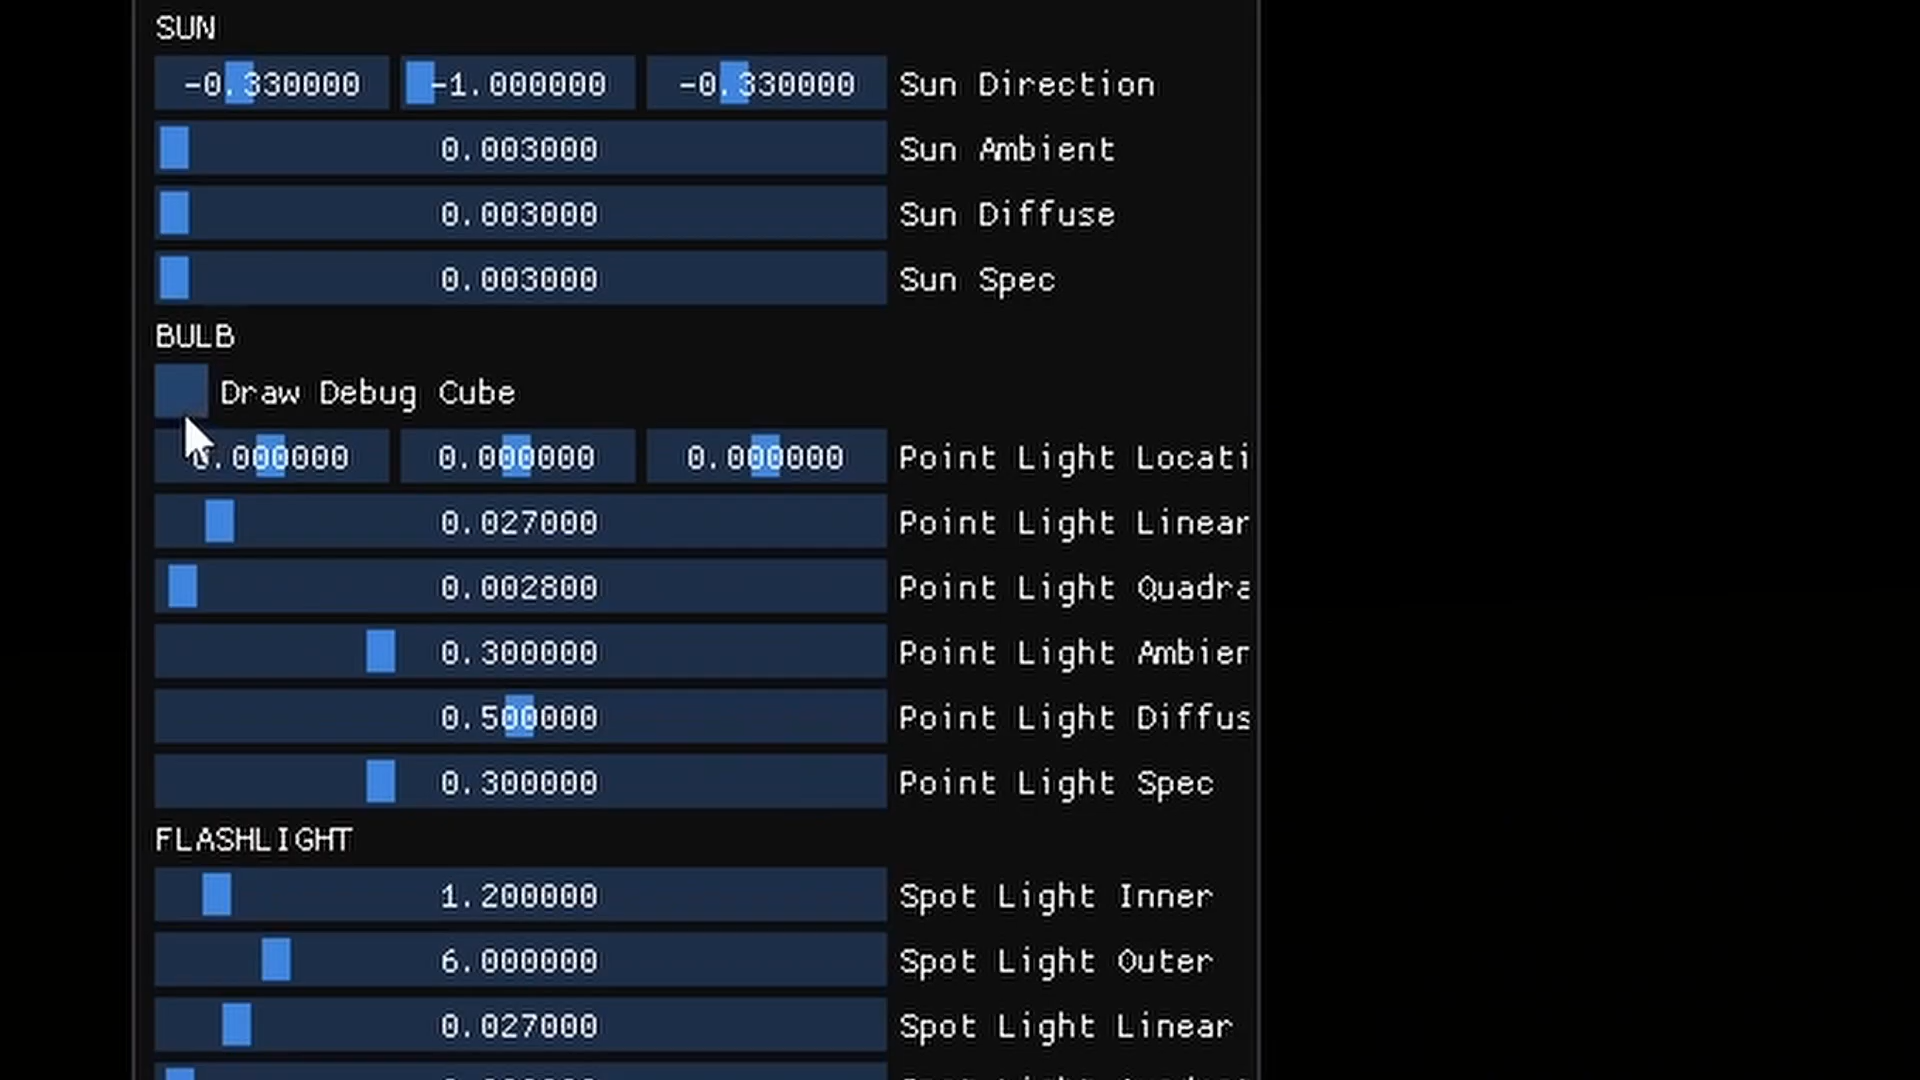 SUN
-0.330000 -1.000000 -0.330000 Sun Direction
0.003000 Sun Ambient
0.003000 Sun Diffuse
0.003000 Sun Spec
BULB
Draw Debug Cube
0.000000 0.000000 0.000000 Point Light Locati
0.027000 Point Light Linear
0.002800 Point Light Quadra
0.300000 Point Light Ambien
0.500000 Point Light Diffus
0.300000 Point Light Spec
FLASHLIGHT
1.200000 Spot Light Inner
6.000000 Spot Light Outer
0.027000 Spot Light Linear